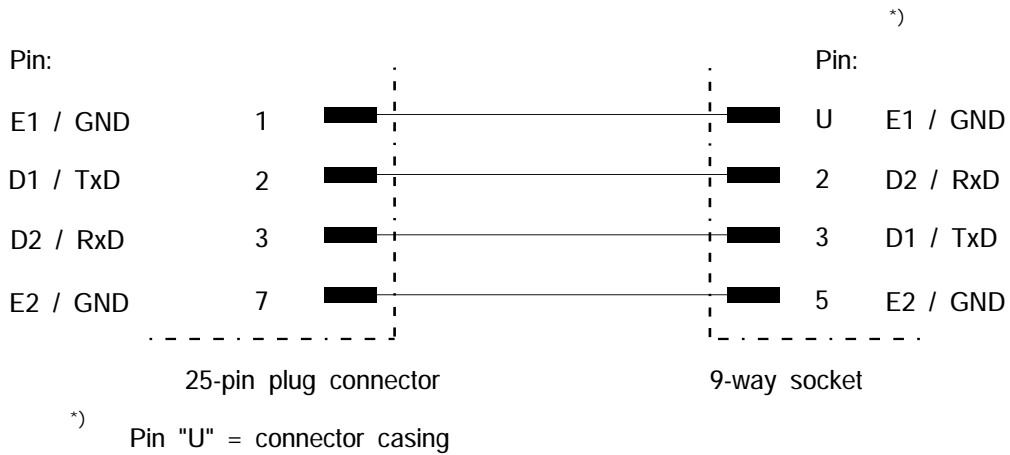 *)
Pin: Pin:
E1 / GND 1 U E1 / GND
D1 / TxD 2 2 D2 / RxD
D2 / RxD 3 3 D1 / TxD
E2 / GND 7 5 E2 / GND
25-pin plug connector 9-way socket
*)
Pin "U" = connector casing